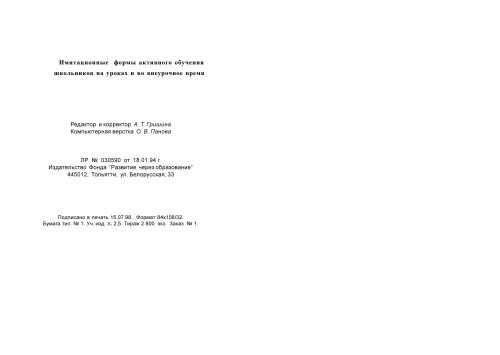 Имитационные формы активного обучения
школьников на уроках и во внеурочное время
Редактор и корректор А. Т. Гришина
Компьютерная верстка О. В. Панова
ЛР № 030590 от 18.01.94 г
Издательство Фонда "Развитие через образование"
445012, Тольятти, ул. Белорусская, 33
Подписано в печать 15.07.98. Формат 84х108/32.
Бумага тип. № 1. Уч.-изд. л. 2,5. Тираж 2 800 экз. Заказ № 1.